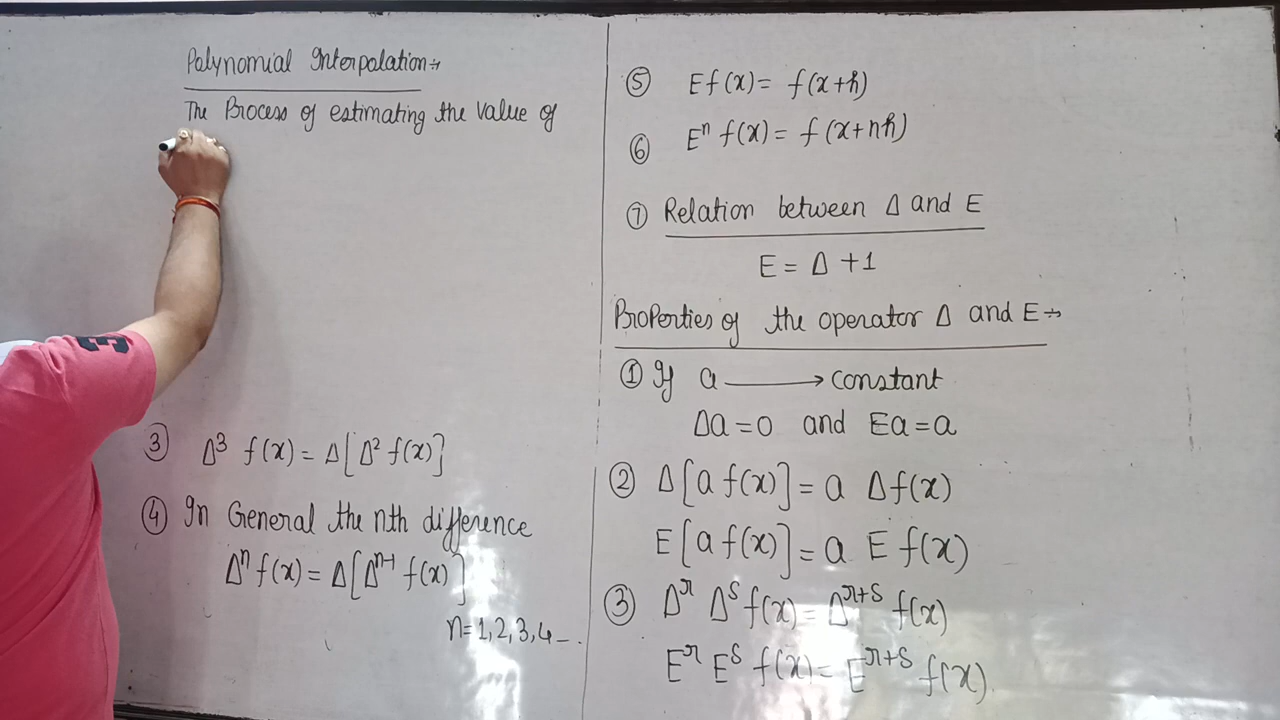 Polynomial Interpolation:→
The Process of estimating the value of
③ Δ³ f(x) = Δ[Δ² f(x)]
④ In General the nth difference
Δⁿ f(x) = Δ[Δⁿ⁻¹ f(x)]
n=1,2,3,4-..
⑤ E f(x) = f(x+h)
⑥ Eⁿ f(x) = f(x+nh)
⑦ Relation between Δ and E
E = Δ +1
Properties of the operator Δ and E:→
① If a → constant
Δa = 0 and Ea = a
② Δ[a f(x)] = a Δf(x)
E[a f(x)] = a E f(x)
③ Δʳ Δˢ f(x) = Δʳ⁺ˢ f(x)
Eʳ Eˢ f(x) = Eʳ⁺ˢ f(x).